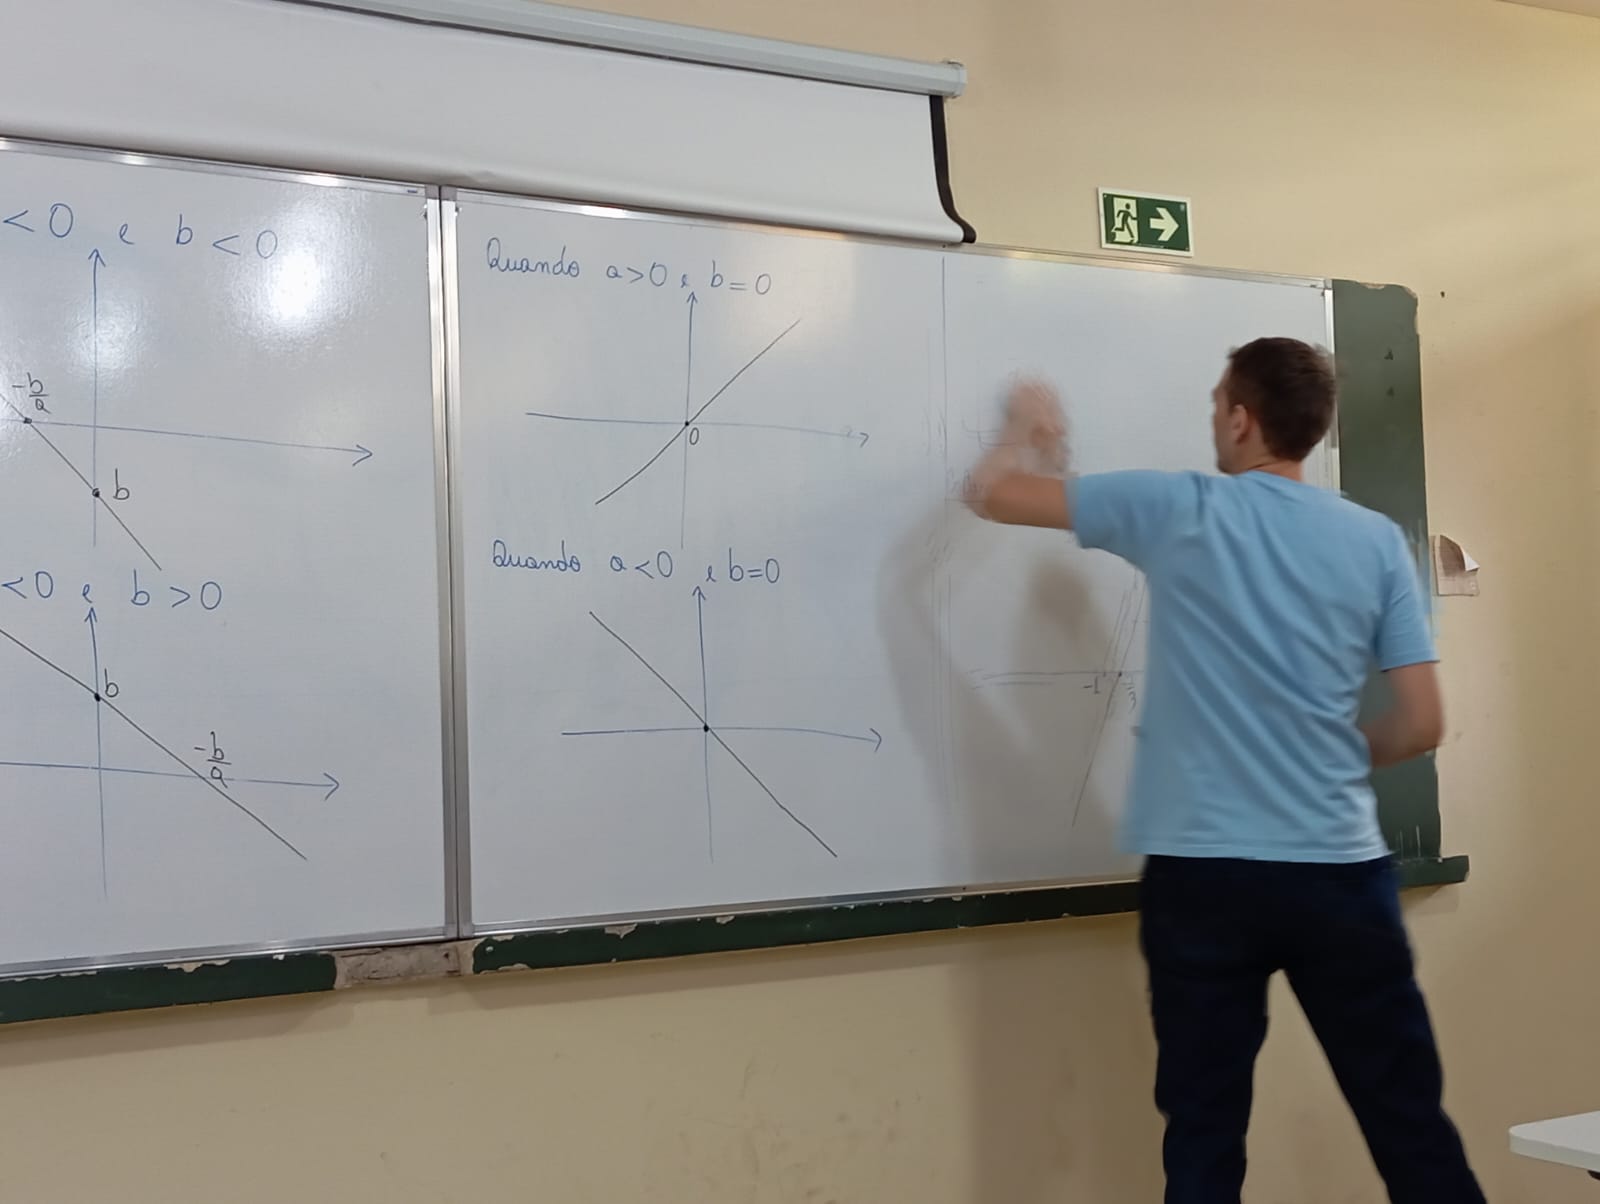 < 0 e b < 0
-b/a
b
< 0 e b > 0
b
-b/a
Quando a > 0 e b = 0
0
Quando a < 0 e b = 0
-1